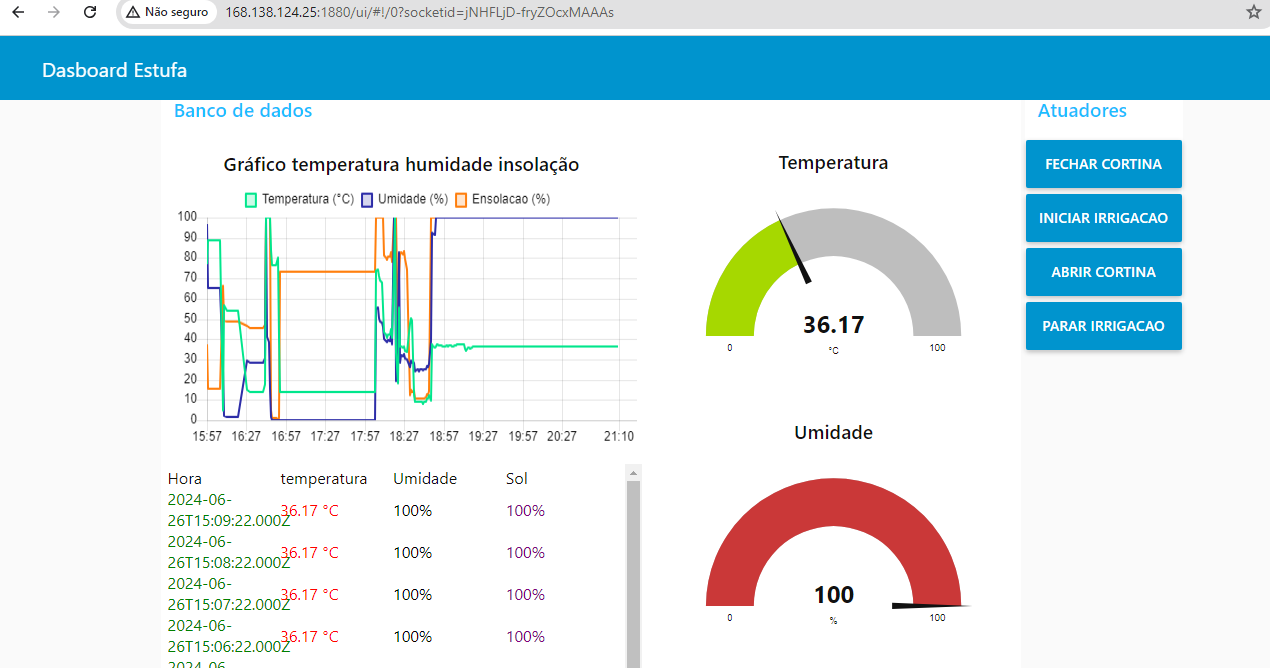 Não seguro
168.138.124.25:1880/ui/#!/0?socketid=jNHFLjD-fryZOcxMAAAs
Dasboard Estufa
Banco de dados
Gráfico temperatura humidade insolação
Temperatura (°C) Umidade (%) Ensolacao (%)
100
90
80
70
60
50
40
30
20
10
0
15:57 16:27 16:57 17:27 17:57 18:27 18:57 19:27 19:57 20:27 21:10
Hora temperatura Umidade Sol
2024-06-
26T15:09:22.000Z 36.17 °C 100% 100%
2024-06-
26T15:08:22.000Z 36.17 °C 100% 100%
2024-06-
26T15:07:22.000Z 36.17 °C 100% 100%
2024-06-
26T15:06:22.000Z 36.17 °C 100% 100%
2024-06-
Temperatura
36.17
0 °C 100
Umidade
100
0 % 100
Atuadores
FECHAR CORTINA
INICIAR IRRIGACAO
ABRIR CORTINA
PARAR IRRIGACAO